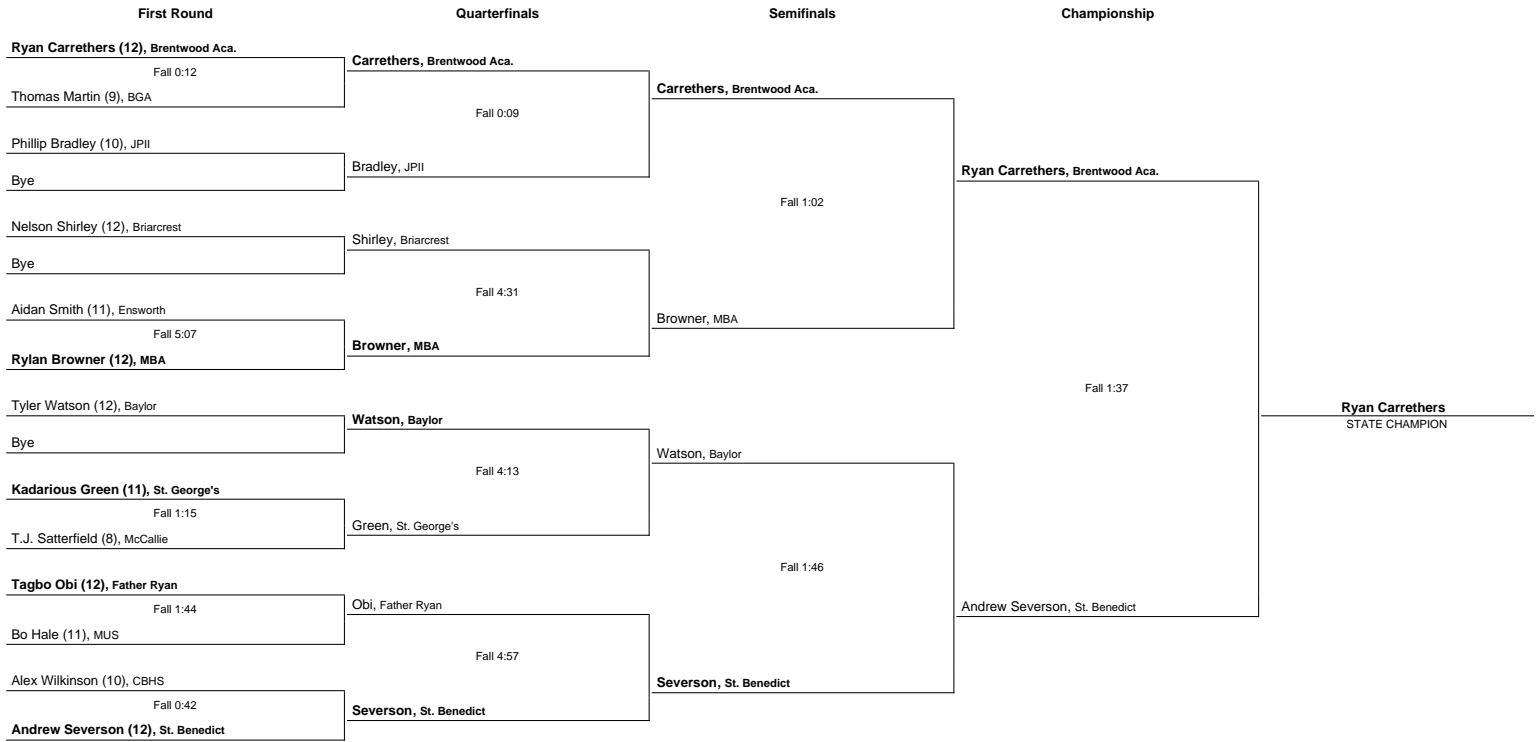 First Round
Quarterfinals
Semifinals
Championship
Ryan Carrethers (12), Brentwood Aca.
Fall 0:12
Thomas Martin (9), BGA
Phillip Bradley (10), JPII
Bye
Nelson Shirley (12), Briarcrest
Bye
Aidan Smith (11), Ensworth
Fall 5:07
Rylan Browner (12), MBA
Tyler Watson (12), Baylor
Bye
Kadarious Green (11), St. George's
Fall 1:15
T.J. Satterfield (8), McCallie
Tagbo Obi (12), Father Ryan
Fall 1:44
Bo Hale (11), MUS
Alex Wilkinson (10), CBHS
Fall 0:42
Andrew Severson (12), St. Benedict
Carrethers, Brentwood Aca.
Fall 0:09
Bradley, JPII
Shirley, Briarcrest
Fall 4:31
Browner, MBA
Watson, Baylor
Fall 4:13
Green, St. George's
Obi, Father Ryan
Fall 4:57
Severson, St. Benedict
Carrethers, Brentwood Aca.
Fall 1:02
Browner, MBA
Watson, Baylor
Fall 1:46
Severson, St. Benedict
Ryan Carrethers, Brentwood Aca.
Fall 1:37
Andrew Severson, St. Benedict
Ryan Carrethers
STATE CHAMPION